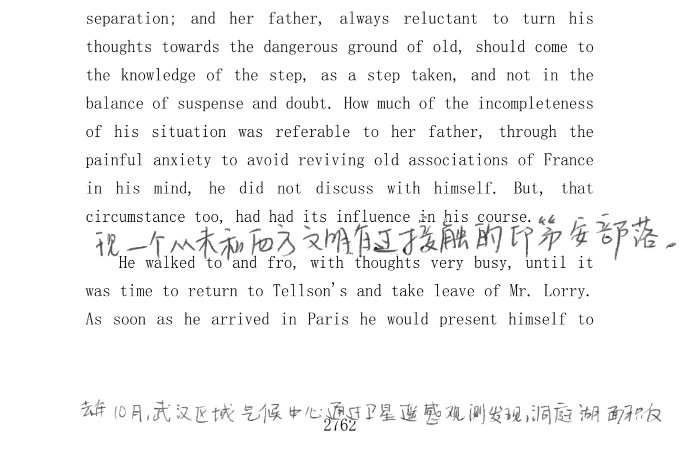 separation; and her father, always reluctant to turn his
thoughts towards the dangerous ground of old, should come to
the knowledge of the step, as a step taken, and not in the
balance of suspense and doubt. How much of the incompleteness
of his situation was referable to her father, through the
painful anxiety to avoid reviving old associations of France
in his mind, he did not discuss with himself. But, that
circumstance too, had had its influence in his course.
现一个从未和西方文明有过接触的印第安部落。
He walked to and fro, with thoughts very busy, until it
was time to return to Tellson's and take leave of Mr. Lorry.
As soon as he arrived in Paris he would present himself to
去年10月,武汉区域气候中心通过卫星遥感观测发现,洞庭湖面积仅
2762